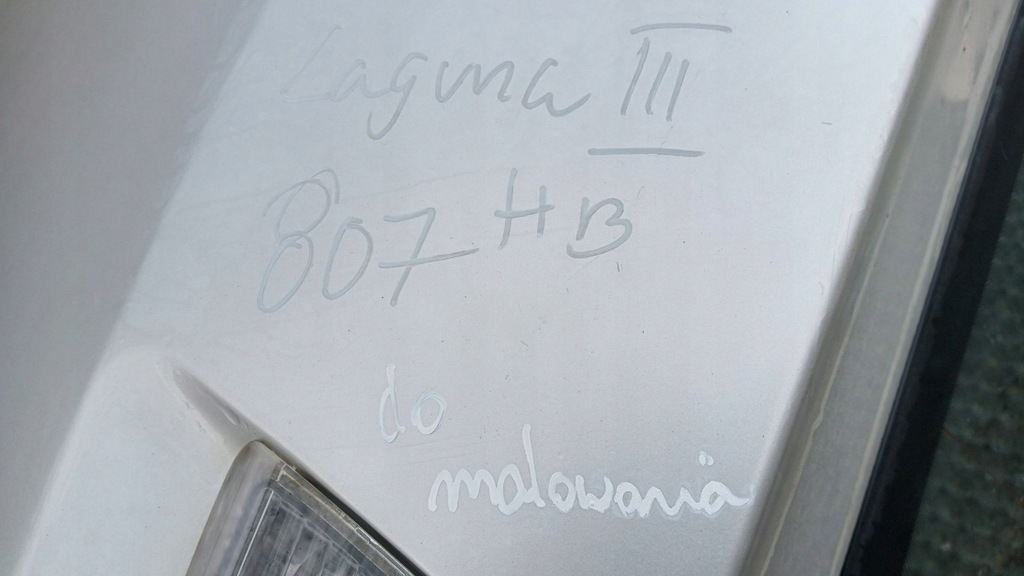 Laguna III
807 HB
do
malowania